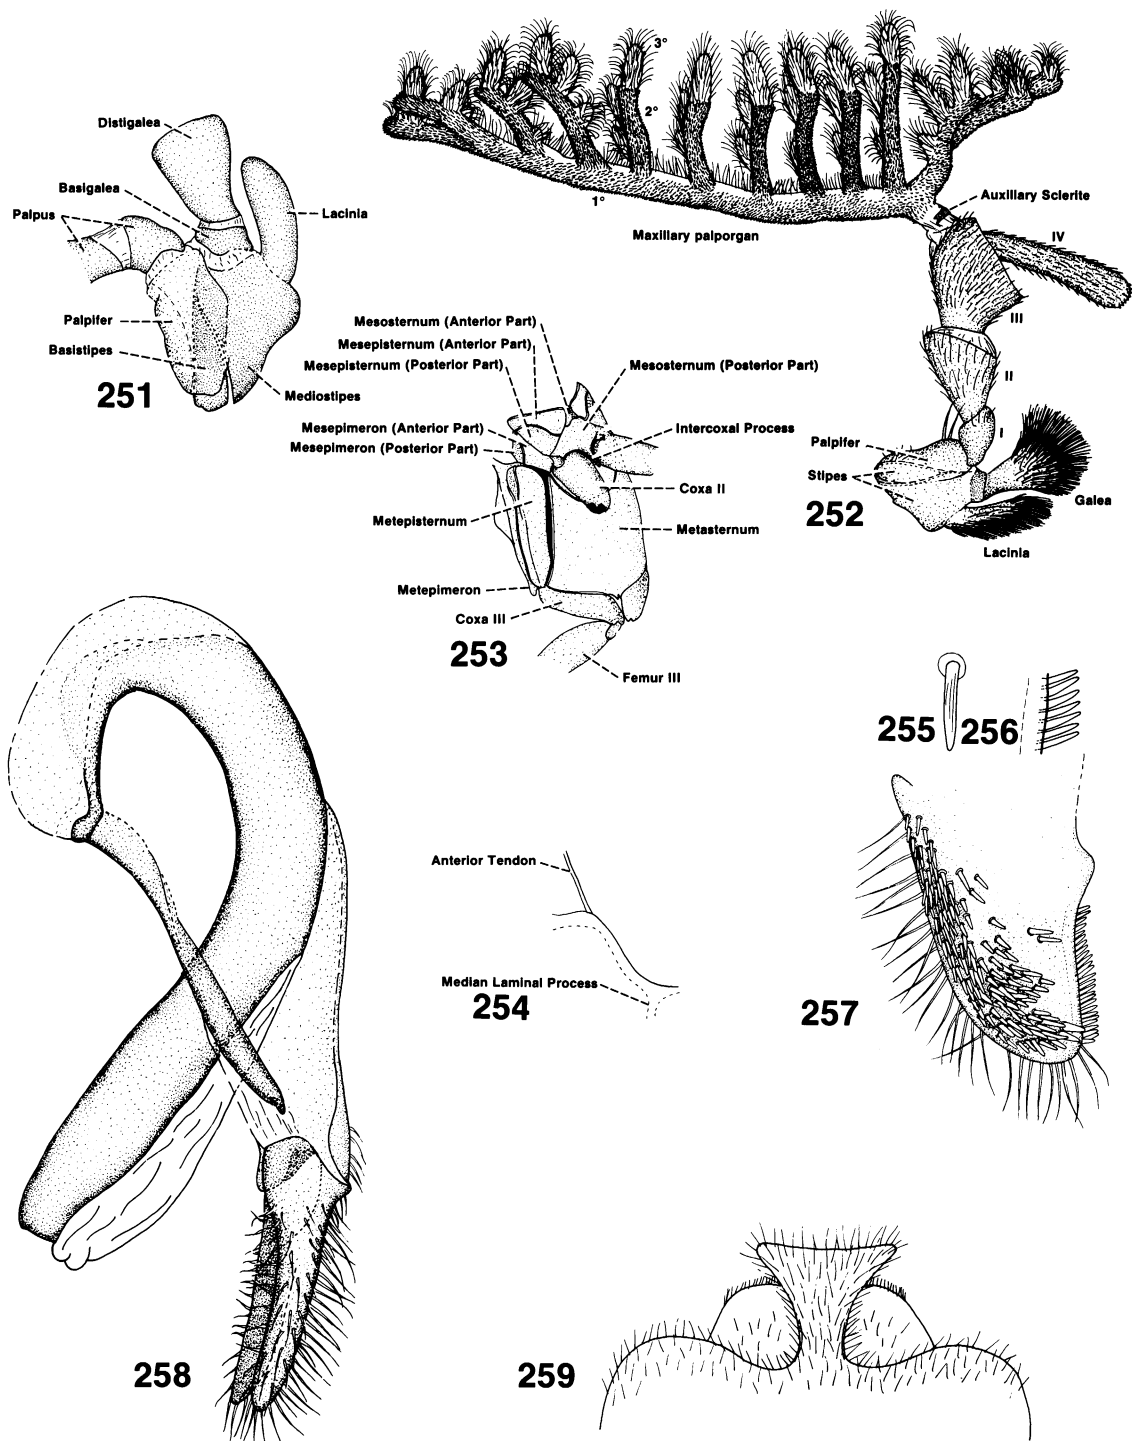 Distigalea
Basigalea
Palpus
Lacinia
Palpifer
Basistipes
Mediostipes
251
3°
2°
1°
Maxillary palporgan
Auxiliary Sclerite
IV
III
II
I
Palpifer
Stipes
Galea
Lacinia
252
Mesosternum (Anterior Part)
Mesepisternum (Anterior Part)
Mesepisternum (Posterior Part)
Mesosternum (Posterior Part)
Mesepimeron (Anterior Part)
Mesepimeron (Posterior Part)
Intercoxal Process
Coxa II
Metepisternum
Metasternum
Metepimeron
Coxa III
Femur III
253
255
256
Anterior Tendon
Median Laminal Process
254
257
258
259